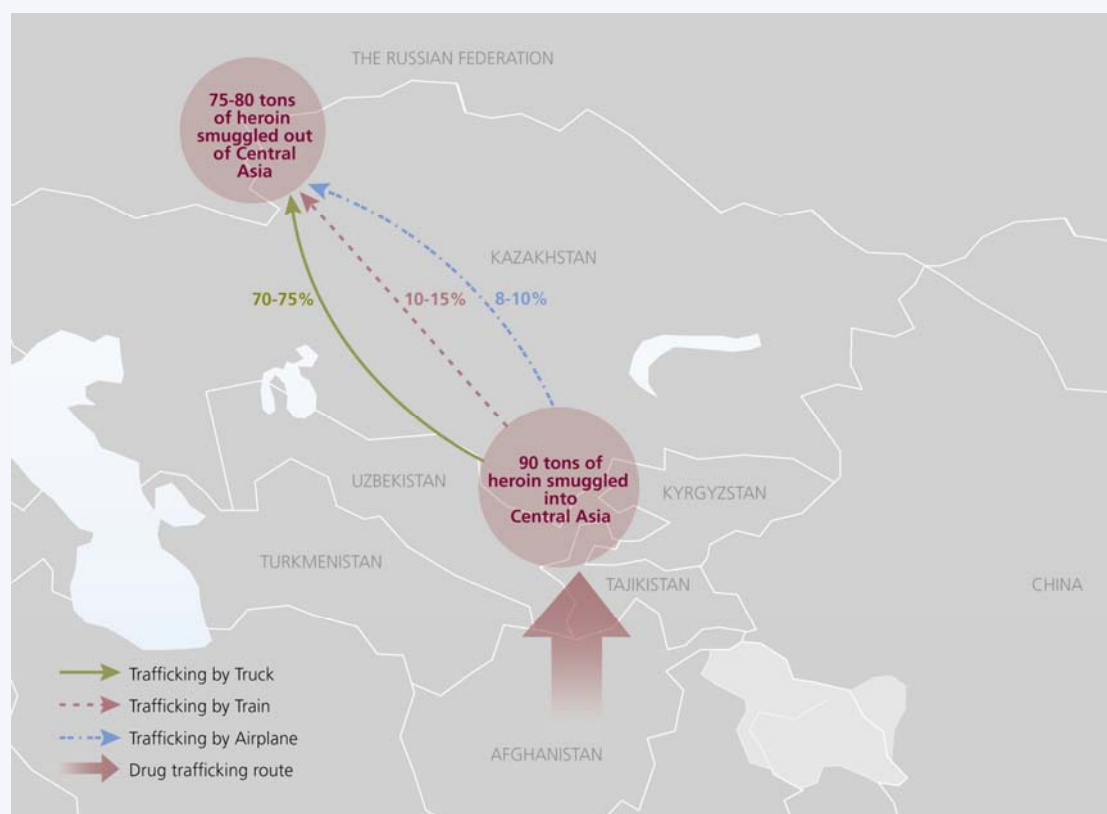 THE RUSSIAN FEDERATION
75-80 tons
of heroin
smuggled out
of Central
Asia
KAZAKHSTAN
70-75%
10-15%
8-10%
90 tons of
heroin smuggled
into
Central Asia
UZBEKISTAN
KYRGYZSTAN
TURKMENISTAN
TAJIKISTAN
CHINA
Trafficking by Truck
Trafficking by Train
Trafficking by Airplane
Drug trafficking route
AFGHANISTAN